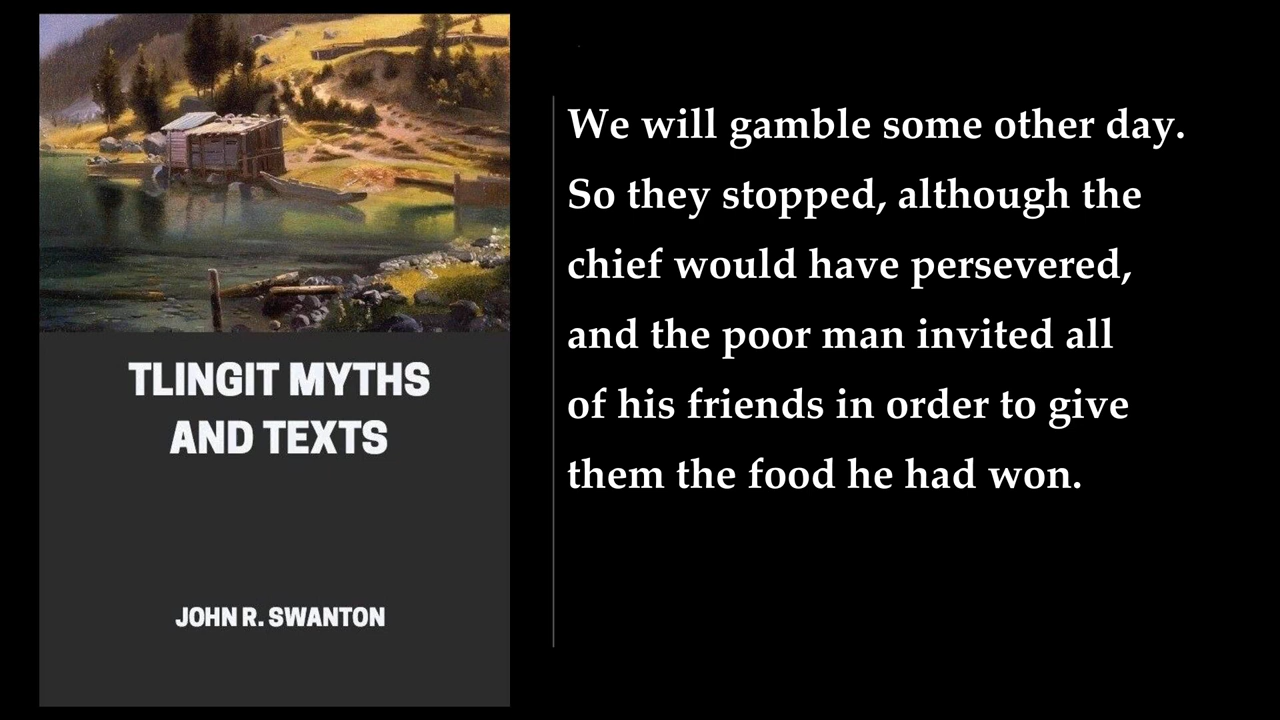 TLINGIT MYTHS
AND TEXTS
JOHN R. SWANTON
We will gamble some other day.
So they stopped, although the
chief would have persevered,
and the poor man invited all
of his friends in order to give
them the food he had won.